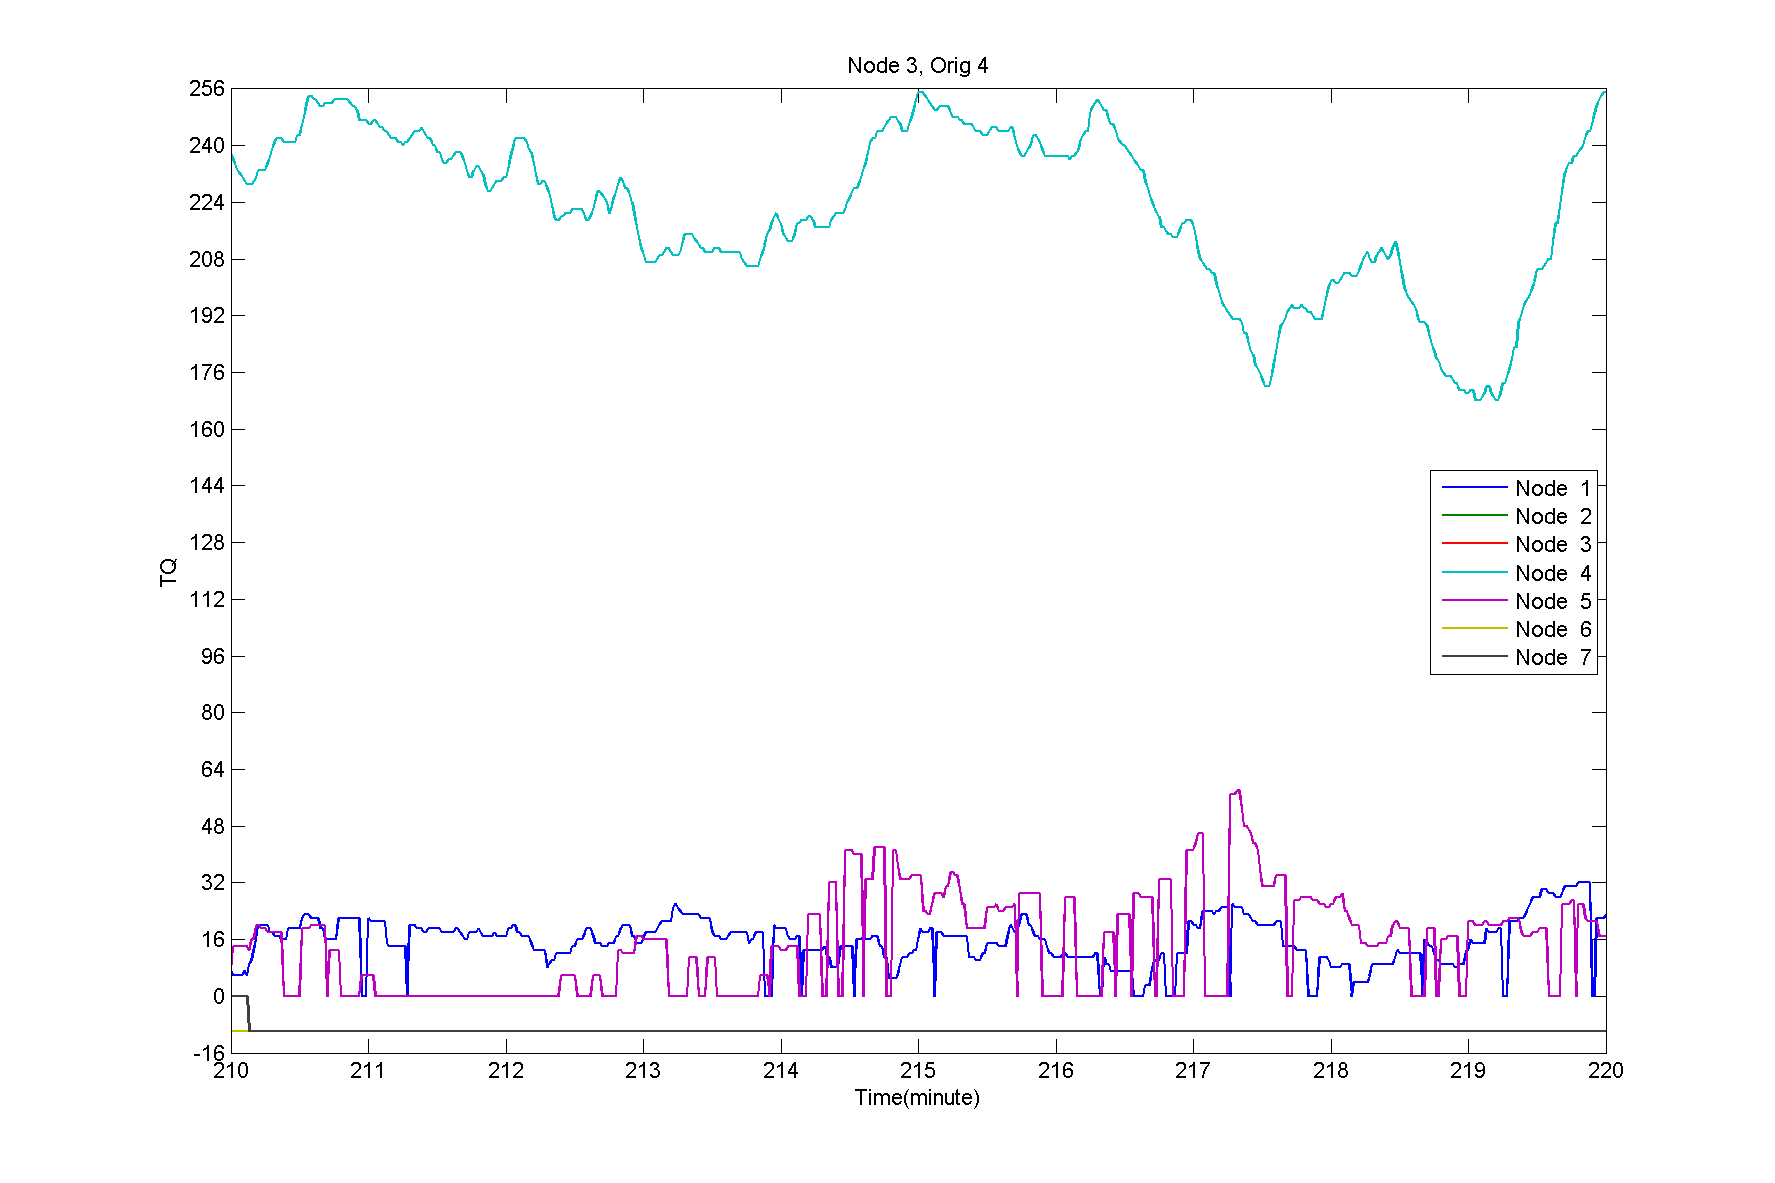 Node 3, Orig 4
256
240
224
208
192
176
160
144
128
112
96
80
64
48
32
16
0
-16
TQ
Node 1
Node 2
Node 3
Node 4
Node 5
Node 6
Node 7
210 211 212 213 214 215 216 217 218 219 220
Time(minute)